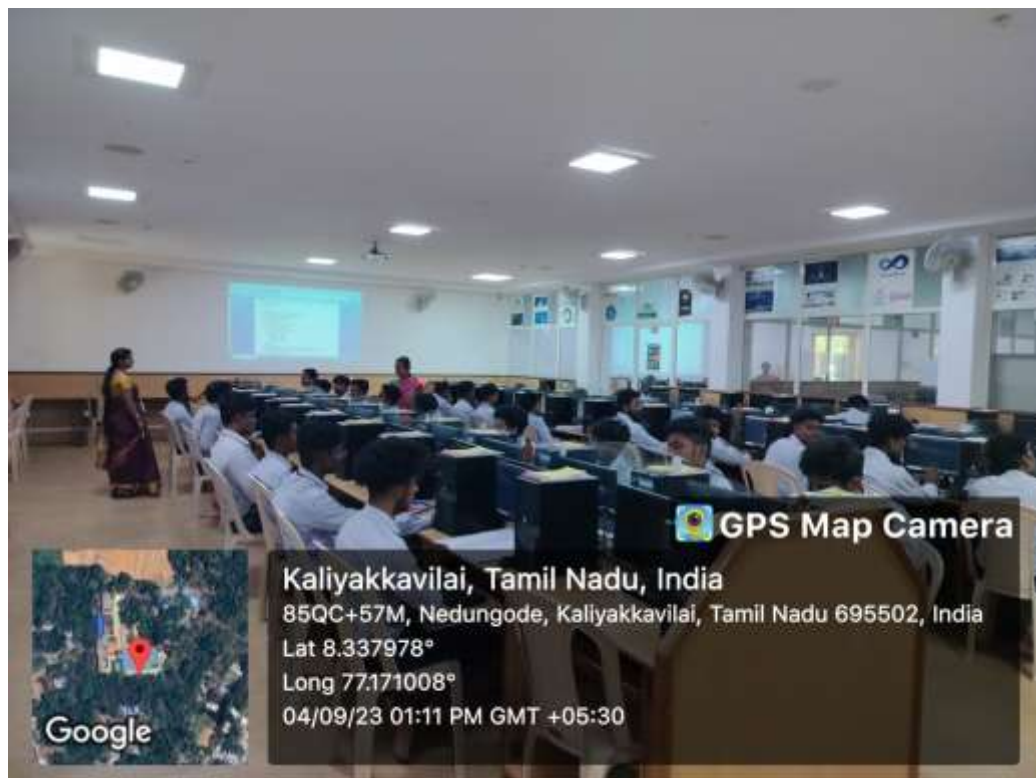 GPS Map Camera
Kaliyakkavilai, Tamil Nadu, India
85QC+57M, Nedungode, Kaliyakkavilai, Tamil Nadu 695502, India
Lat 8.337978°
Long 77.171008°
04/09/23 01:11 PM GMT +05:30
Google